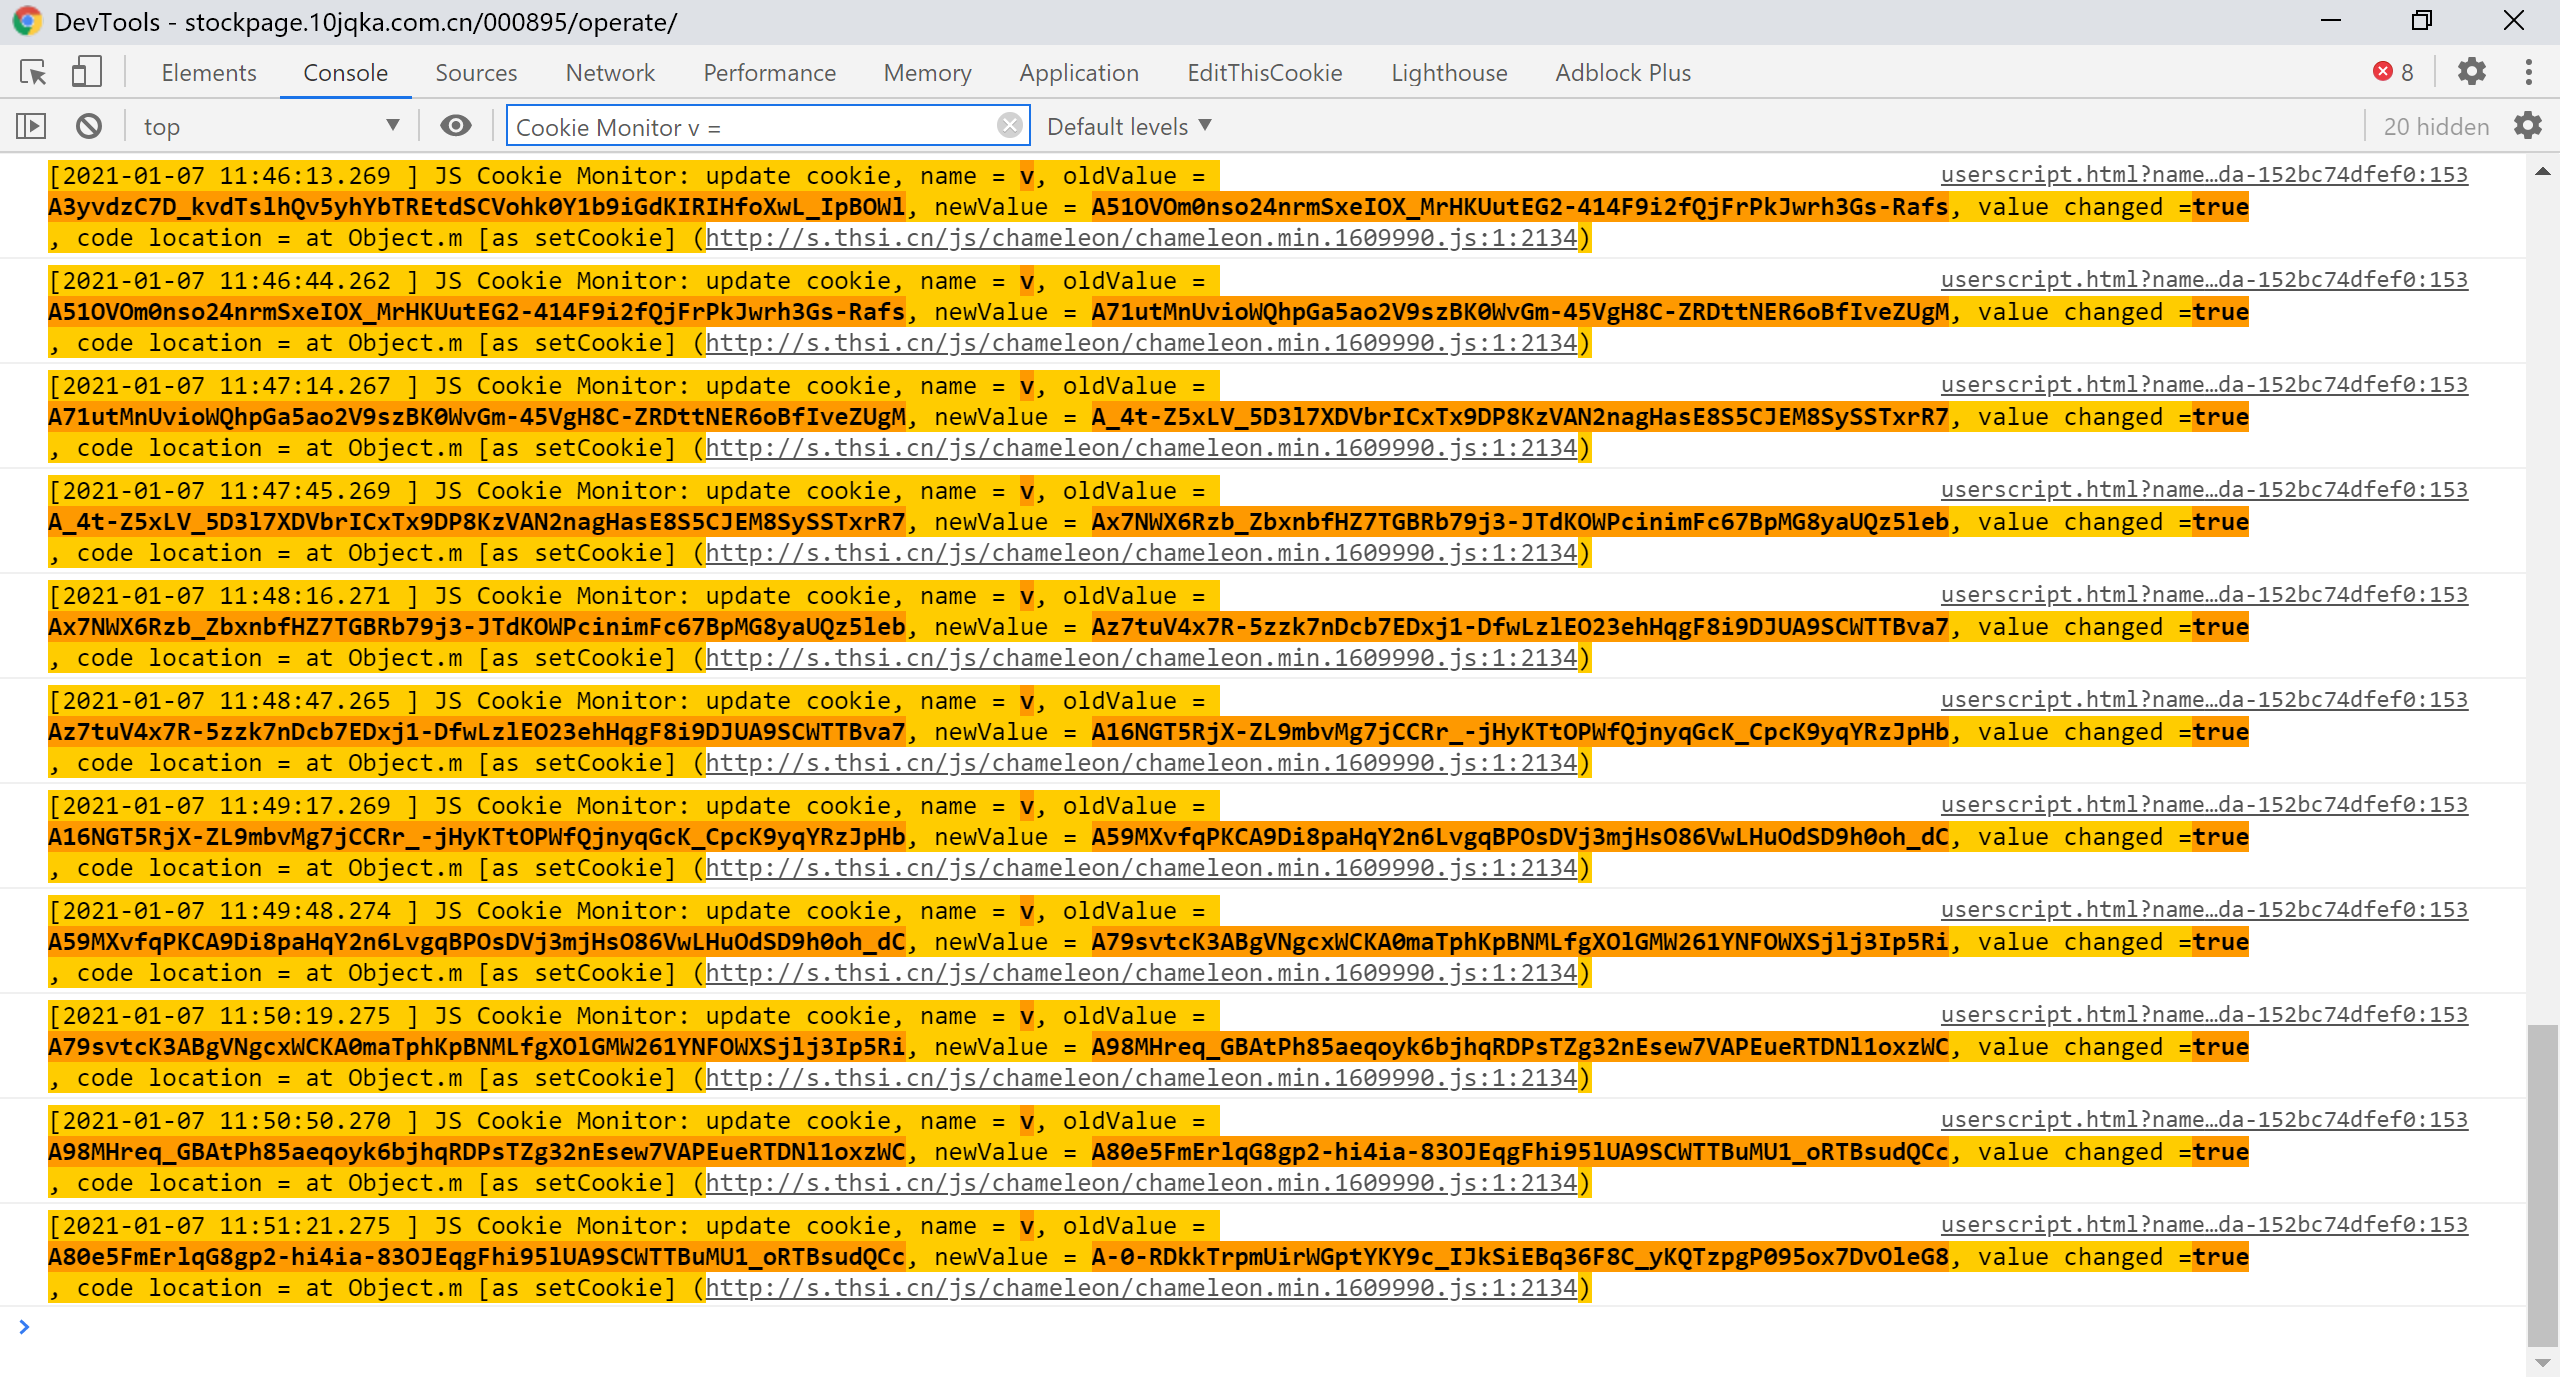 DevTools - stockpage.10jqka.com.cn/000895/operate/
Elements Console Sources Network Performance Memory Application EditThisCookie Lighthouse Adblock Plus 8
top Cookie Monitor v = Default levels 20 hidden
[2021-01-07 11:46:13.269 ] JS Cookie Monitor: update cookie, name = v, oldValue = userscript.html?name…da-152bc74dfef0:153
A3yvdzC7D_kvdTslhQv5yhYbTREtdSCVohk0Y1b9iGdKIRIHfoXwL_IpBOWl, newValue = A51OVOm0nso24nrmSxeIOX_MrHKUutEG2-414F9i2fQjFrPkJwrh3Gs-Rafs, value changed =true
, code location = at Object.m [as setCookie] (http://s.thsi.cn/js/chameleon/chameleon.min.1609990.js:1:2134)
[2021-01-07 11:46:44.262 ] JS Cookie Monitor: update cookie, name = v, oldValue = userscript.html?name…da-152bc74dfef0:153
A51OVOm0nso24nrmSxeIOX_MrHKUutEG2-414F9i2fQjFrPkJwrh3Gs-Rafs, newValue = A71utMnUvioWQhpGa5ao2V9szBK0WvGm-45VgH8C-ZRDttNER6oBfIveZUgM, value changed =true
, code location = at Object.m [as setCookie] (http://s.thsi.cn/js/chameleon/chameleon.min.1609990.js:1:2134)
[2021-01-07 11:47:14.267 ] JS Cookie Monitor: update cookie, name = v, oldValue = userscript.html?name…da-152bc74dfef0:153
A71utMnUvioWQhpGa5ao2V9szBK0WvGm-45VgH8C-ZRDttNER6oBfIveZUgM, newValue = A_4t-Z5xLV_5D3l7XDVbrICxTx9DP8KzVAN2nagHasE8S5CJEM8SySSTxrR7, value changed =true
, code location = at Object.m [as setCookie] (http://s.thsi.cn/js/chameleon/chameleon.min.1609990.js:1:2134)
[2021-01-07 11:47:45.269 ] JS Cookie Monitor: update cookie, name = v, oldValue = userscript.html?name…da-152bc74dfef0:153
A_4t-Z5xLV_5D3l7XDVbrICxTx9DP8KzVAN2nagHasE8S5CJEM8SySSTxrR7, newValue = Ax7NWX6Rzb_ZbxnbfHZ7TGBRb79j3-JTdKOWPcinimFc67BpMG8yaUQz5leb, value changed =true
, code location = at Object.m [as setCookie] (http://s.thsi.cn/js/chameleon/chameleon.min.1609990.js:1:2134)
[2021-01-07 11:48:16.271 ] JS Cookie Monitor: update cookie, name = v, oldValue = userscript.html?name…da-152bc74dfef0:153
Ax7NWX6Rzb_ZbxnbfHZ7TGBRb79j3-JTdKOWPcinimFc67BpMG8yaUQz5leb, newValue = Az7tuV4x7R-5zzk7nDcb7EDxj1-DfwLzlEO23ehHqgF8i9DJUA9SCWTTBva7, value changed =true
, code location = at Object.m [as setCookie] (http://s.thsi.cn/js/chameleon/chameleon.min.1609990.js:1:2134)
[2021-01-07 11:48:47.265 ] JS Cookie Monitor: update cookie, name = v, oldValue = userscript.html?name…da-152bc74dfef0:153
Az7tuV4x7R-5zzk7nDcb7EDxj1-DfwLzlEO23ehHqgF8i9DJUA9SCWTTBva7, newValue = A16NGT5RjX-ZL9mbvMg7jCCRr_-jHyKTtOPWfQjnyqGcK_CpcK9yqYRzJpHb, value changed =true
, code location = at Object.m [as setCookie] (http://s.thsi.cn/js/chameleon/chameleon.min.1609990.js:1:2134)
[2021-01-07 11:49:17.269 ] JS Cookie Monitor: update cookie, name = v, oldValue = userscript.html?name…da-152bc74dfef0:153
A16NGT5RjX-ZL9mbvMg7jCCRr_-jHyKTtOPWfQjnyqGcK_CpcK9yqYRzJpHb, newValue = A59MXvfqPKCA9Di8paHqY2n6LvgqBPOsDVj3mjHsO86VwLHuOdSD9h0oh_dC, value changed =true
, code location = at Object.m [as setCookie] (http://s.thsi.cn/js/chameleon/chameleon.min.1609990.js:1:2134)
[2021-01-07 11:49:48.274 ] JS Cookie Monitor: update cookie, name = v, oldValue = userscript.html?name…da-152bc74dfef0:153
A59MXvfqPKCA9Di8paHqY2n6LvgqBPOsDVj3mjHsO86VwLHuOdSD9h0oh_dC, newValue = A79svtcK3ABgVNgcxWCKA0maTphKpBNMLfgXOlGMW261YNFOWXSjlj3Ip5Ri, value changed =true
, code location = at Object.m [as setCookie] (http://s.thsi.cn/js/chameleon/chameleon.min.1609990.js:1:2134)
[2021-01-07 11:50:19.275 ] JS Cookie Monitor: update cookie, name = v, oldValue = userscript.html?name…da-152bc74dfef0:153
A79svtcK3ABgVNgcxWCKA0maTphKpBNMLfgXOlGMW261YNFOWXSjlj3Ip5Ri, newValue = A98MHreq_GBAtPh85aeqoyk6bjhqRDPsTZg32nEsew7VAPEueRTDNl1oxzWC, value changed =true
, code location = at Object.m [as setCookie] (http://s.thsi.cn/js/chameleon/chameleon.min.1609990.js:1:2134)
[2021-01-07 11:50:50.270 ] JS Cookie Monitor: update cookie, name = v, oldValue = userscript.html?name…da-152bc74dfef0:153
A98MHreq_GBAtPh85aeqoyk6bjhqRDPsTZg32nEsew7VAPEueRTDNl1oxzWC, newValue = A80e5FmErlqG8gp2-hi4ia-83OJEqgFhi95lUA9SCWTTBuMU1_oRTBsudQCc, value changed =true
, code location = at Object.m [as setCookie] (http://s.thsi.cn/js/chameleon/chameleon.min.1609990.js:1:2134)
[2021-01-07 11:51:21.275 ] JS Cookie Monitor: update cookie, name = v, oldValue = userscript.html?name…da-152bc74dfef0:153
A80e5FmErlqG8gp2-hi4ia-83OJEqgFhi95lUA9SCWTTBuMU1_oRTBsudQCc, newValue = A-0-RDkkTrpmUirWGptYKY9c_IJkSiEBq36F8C_yKQTzpgP095ox7DvOleG8, value changed =true
, code location = at Object.m [as setCookie] (http://s.thsi.cn/js/chameleon/chameleon.min.1609990.js:1:2134)